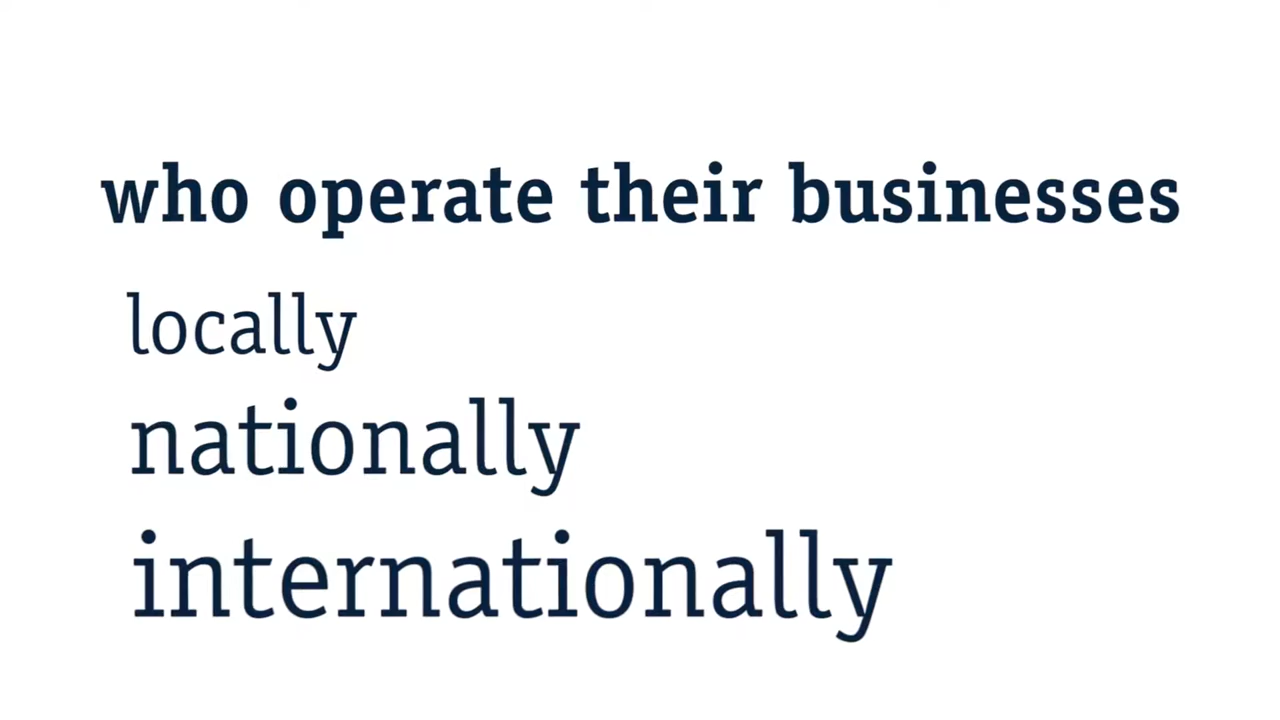 who operate their businesses
locally
nationally
internationally